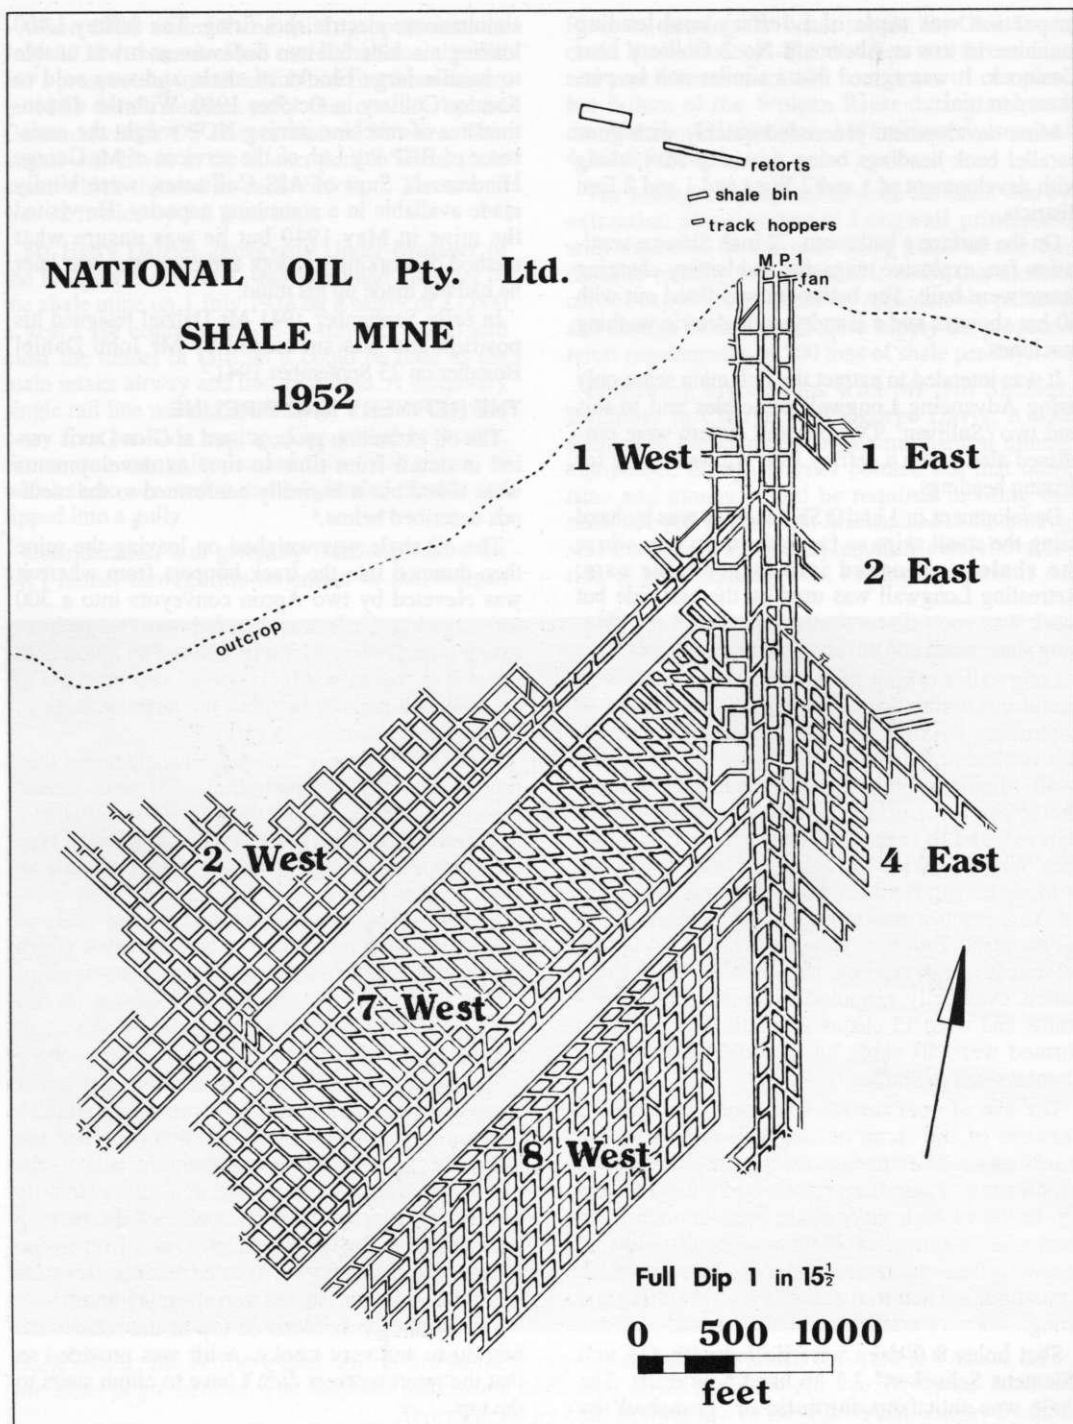 retorts
shale bin
track hoppers
M.P.1
fan
NATIONAL OIL Pty. Ltd.
SHALE MINE
1952
1 West
1 East
2 East
outcrop
2 West
4 East
7 West
8 West
Full Dip 1 in 15½
0 500 1000
feet